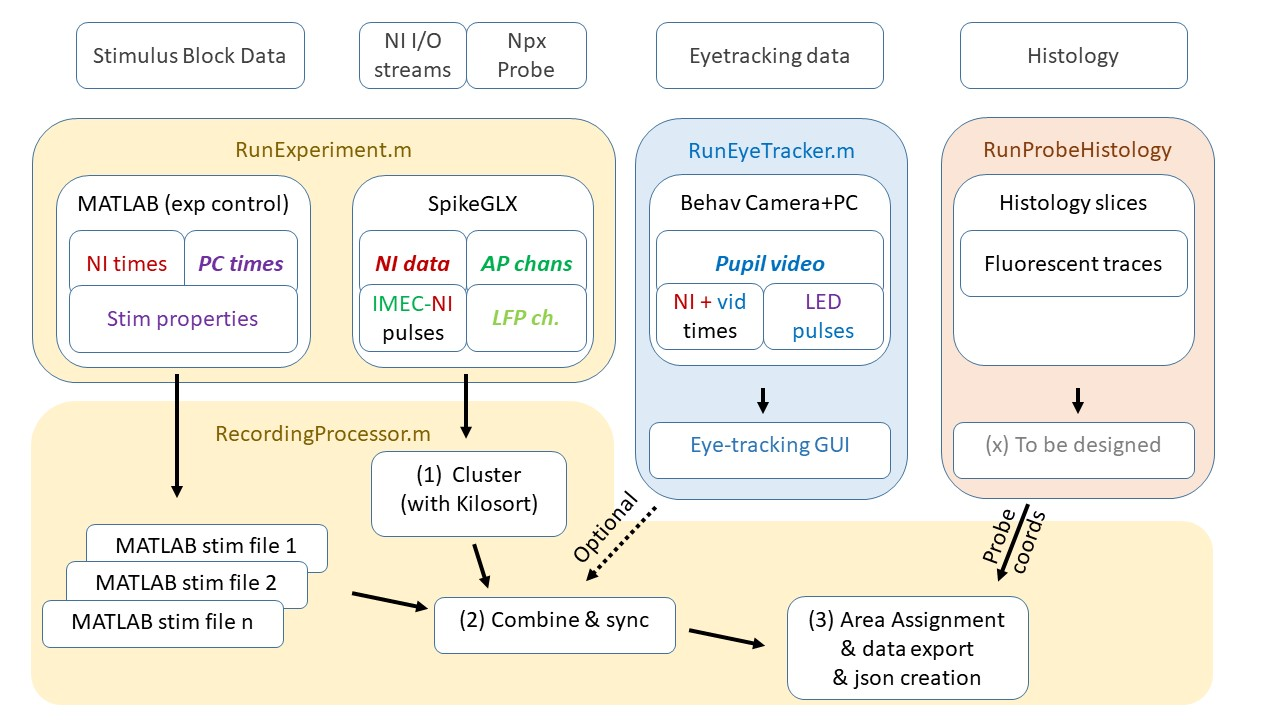 Stimulus Block Data
NI I/O
streams
Npx
Probe
Eyetracking data
Histology
RunExperiment.m
MATLAB (exp control)
NI times
PC times
Stim properties
SpikeGLX
NI data
AP chans
IMEC-NI
pulses
LFP ch.
RunEyeTracker.m
Behav Camera+PC
Pupil video
NI + vid
times
LED
pulses
Eye-tracking GUI
RunProbeHistology
Histology slices
Fluorescent traces
(x) To be designed
RecordingProcessor.m
(1) Cluster
(with Kilosort)
Optional
Probe
coords
MATLAB stim file 1
MATLAB stim file 2
MATLAB stim file n
(2) Combine & sync
(3) Area Assignment
& data export
& json creation